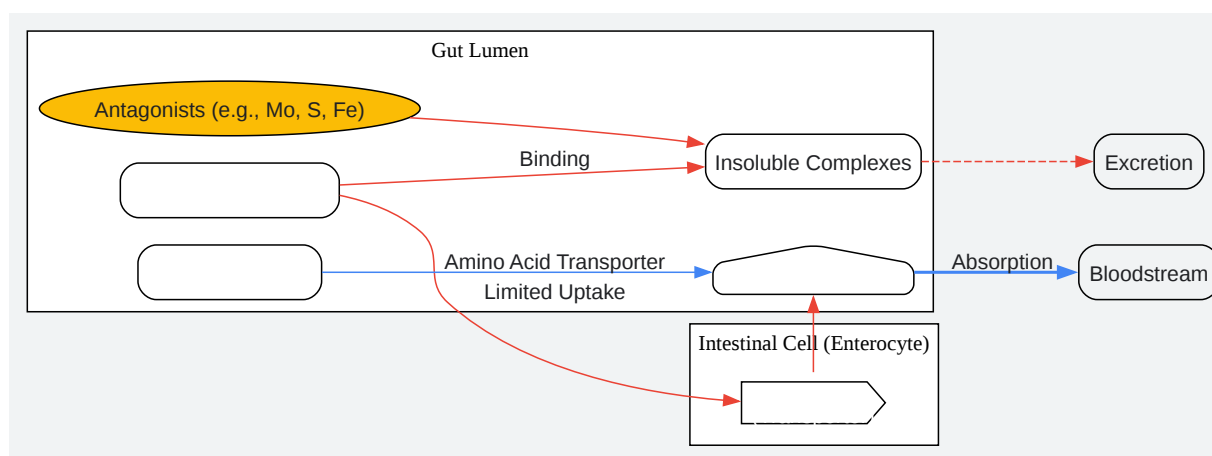 Gut Lumen
Antagonists (e.g., Mo, S, Fe)
Binding
Insoluble Complexes
Excretion
Amino Acid Transporter
Limited Uptake
Absorption
Bloodstream
Intestinal Cell (Enterocyte)